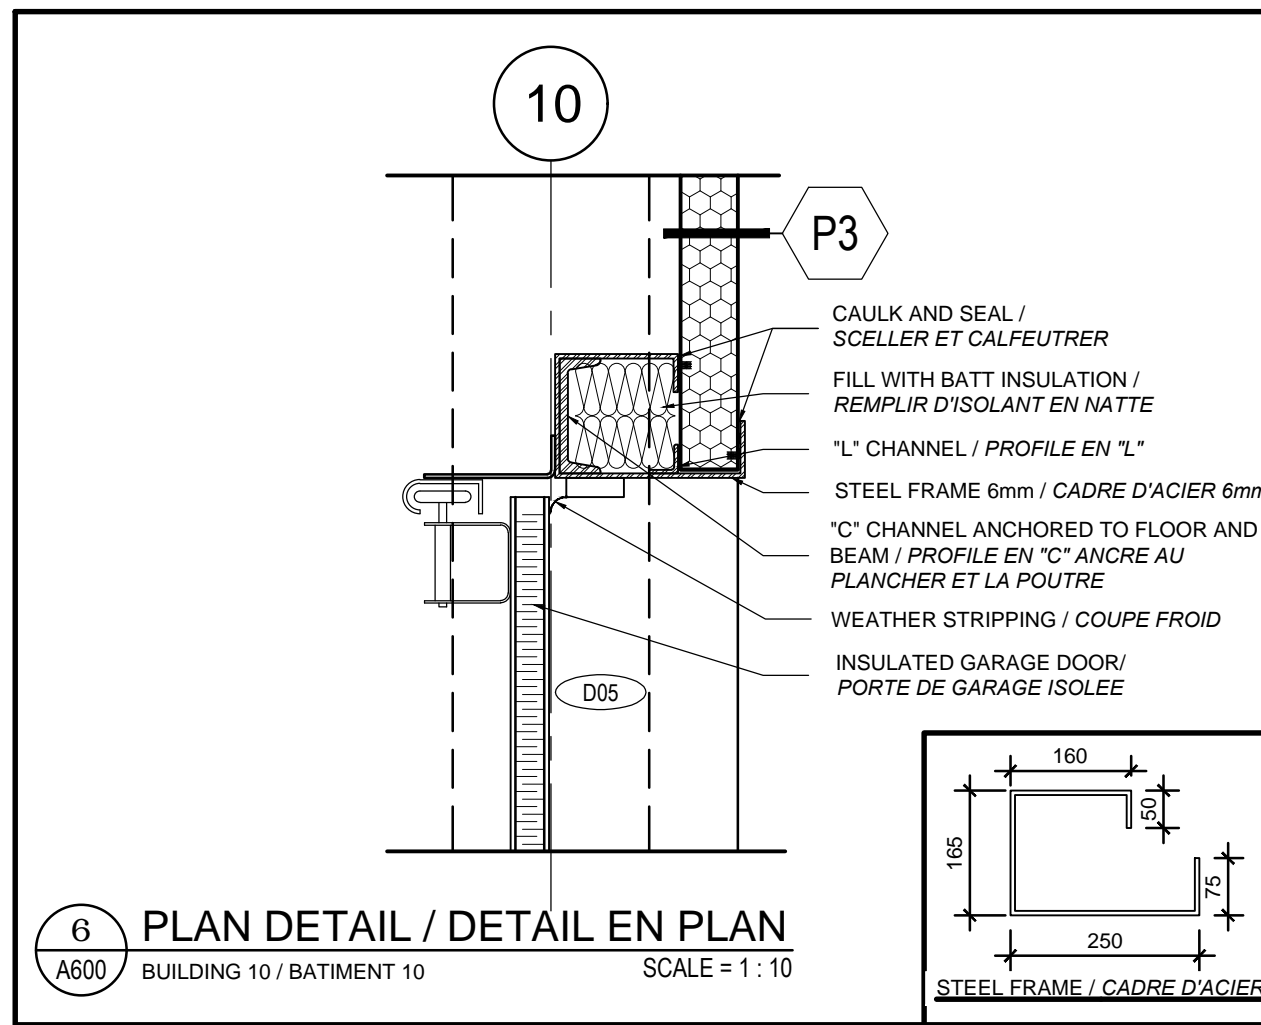 10
P3
CAULK AND SEAL /
SCELLER ET CALFEUTRER
FILL WITH BATT INSULATION /
REMPLIR D'ISOLANT EN NATTE
"L" CHANNEL / PROFILE EN "L"
STEEL FRAME 6mm / CADRE D'ACIER 6mm
"C" CHANNEL ANCHORED TO FLOOR AND
BEAM / PROFILE EN "C" ANCRE AU
PLANCHER ET LA POUTRE
WEATHER STRIPPING / COUPE FROID
INSULATED GARAGE DOOR/
PORTE DE GARAGE ISOLEE
D05
160
50
165
75
250
STEEL FRAME / CADRE D'ACIER
6
A600
PLAN DETAIL / DETAIL EN PLAN
BUILDING 10 / BATIMENT 10
SCALE = 1 : 10